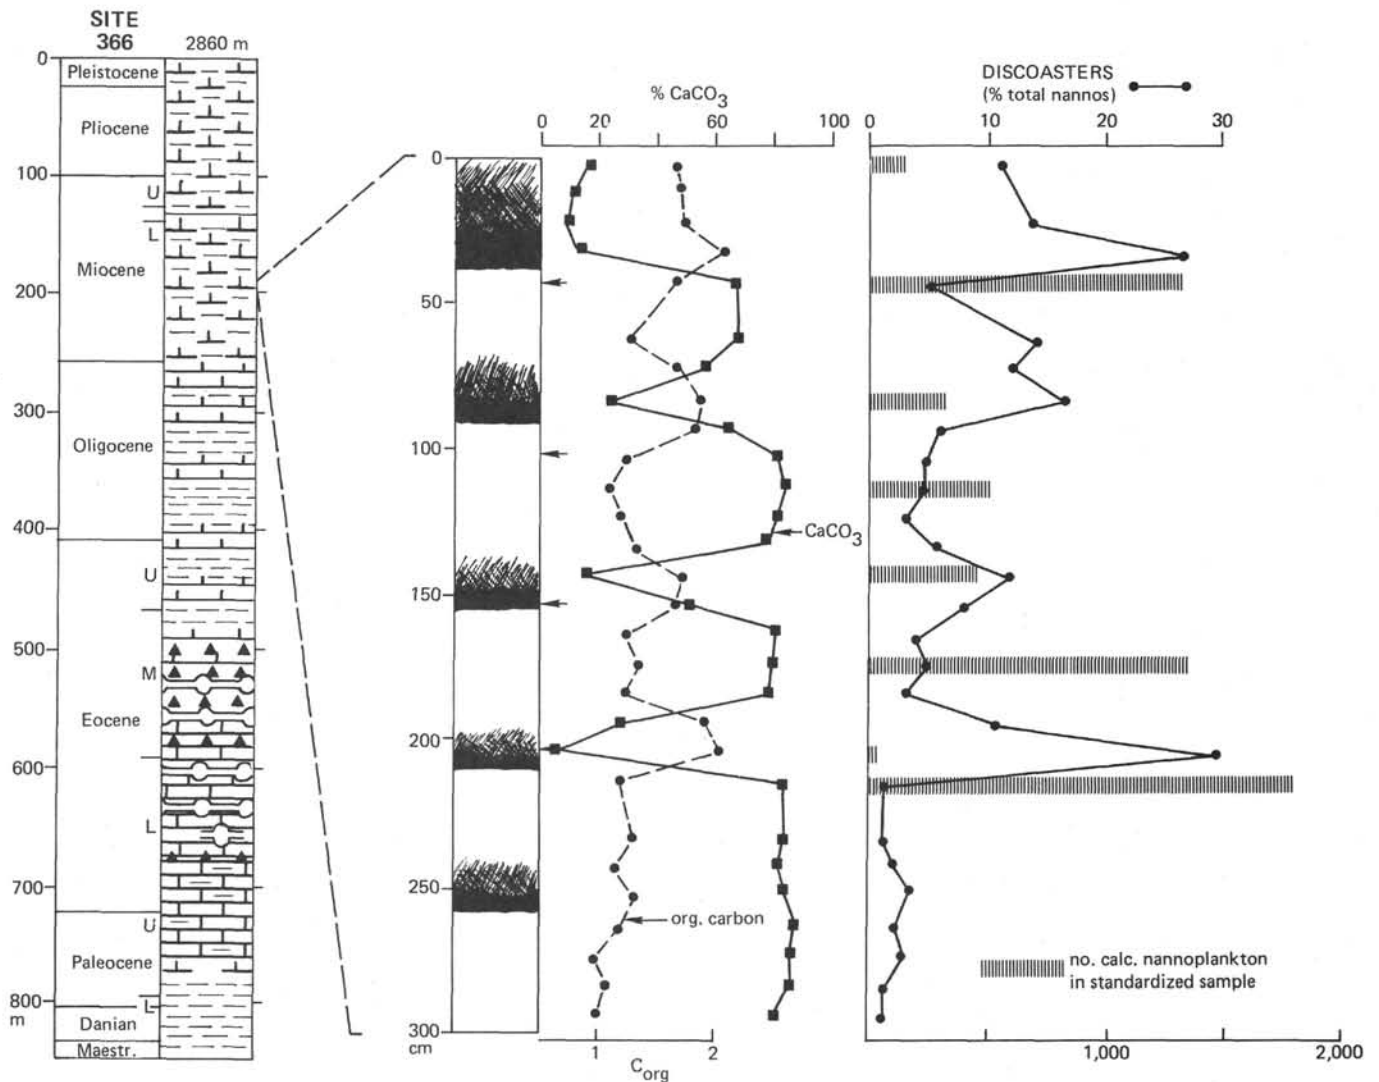 SITE
366
2860 m
0
Pleistocene
Pliocene
100
U
L
Miocene
200
300
Oligocene
400
U
500
M
Eocene
600
L
700
U
Paleocene
800
m
L
Danian
Maestr.
% CaCO3
0 20 60 100
0
50
100
150
200
250
300
cm
CaCO3
org. carbon
1 2
Corg
DISCOASTERS
(% total nannos)
0 10 20 30
no. calc. nannoplankton
in standardized sample
1,000 2,000